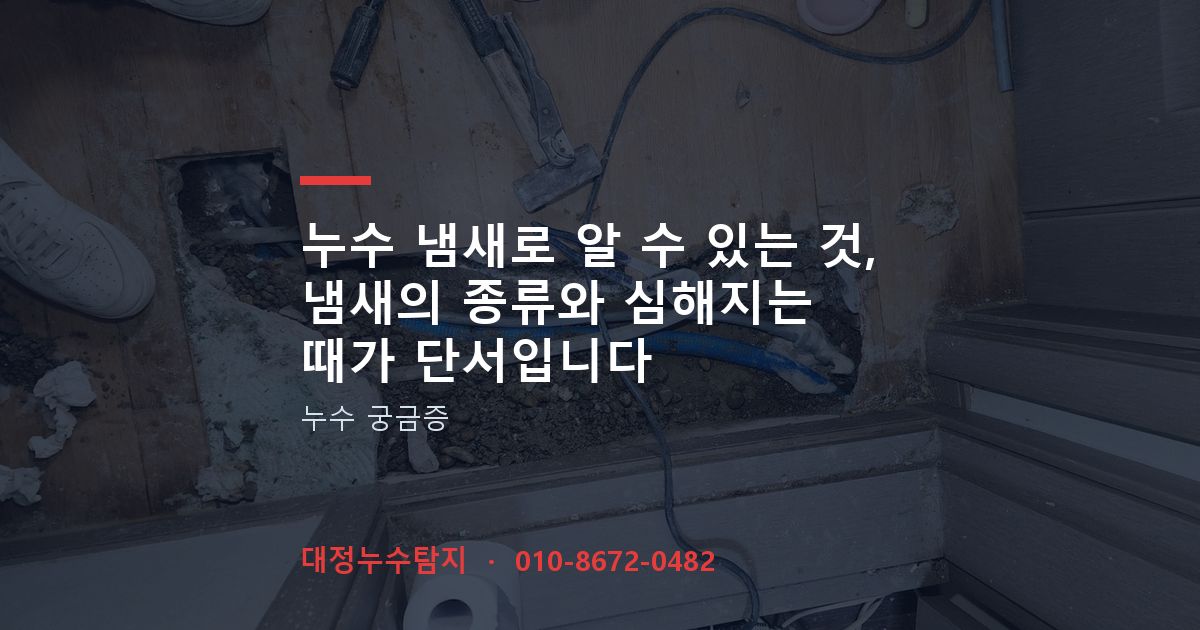 누수 냄새로 알 수 있는 것,
냄새의 종류와 심해지는
때가 단서입니다
누수 궁금증
대정누수탐지 · 010-8672-0482